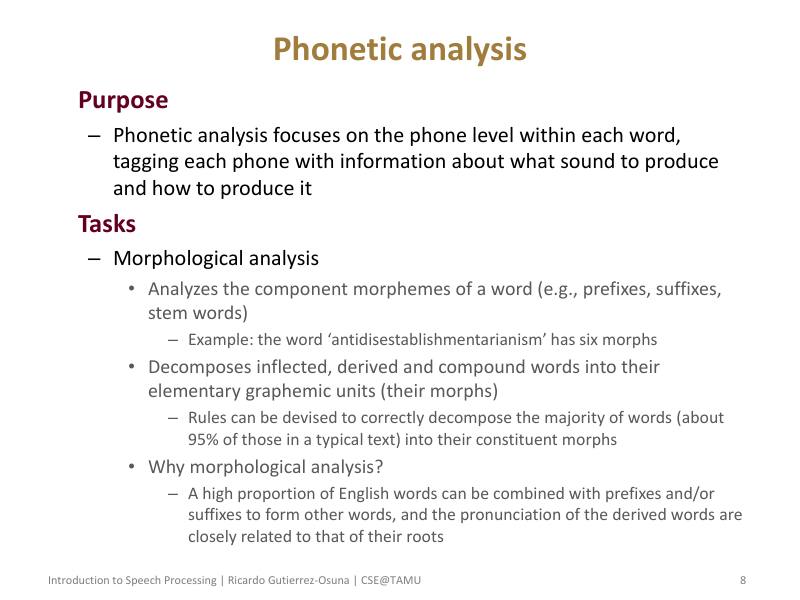 Phonetic analysis
Purpose
– Phonetic analysis focuses on the phone level within each word,
tagging each phone with information about what sound to produce
and how to produce it
Tasks
– Morphological analysis
• Analyzes the component morphemes of a word (e.g., prefixes, suffixes,
stem words)
– Example: the word ‘antidisestablishmentarianism’ has six morphs
• Decomposes inflected, derived and compound words into their
elementary graphemic units (their morphs)
– Rules can be devised to correctly decompose the majority of words (about
95% of those in a typical text) into their constituent morphs
• Why morphological analysis?
– A high proportion of English words can be combined with prefixes and/or
suffixes to form other words, and the pronunciation of the derived words are
closely related to that of their roots
Introduction to Speech Processing | Ricardo Gutierrez-Osuna | CSE@TAMU 8